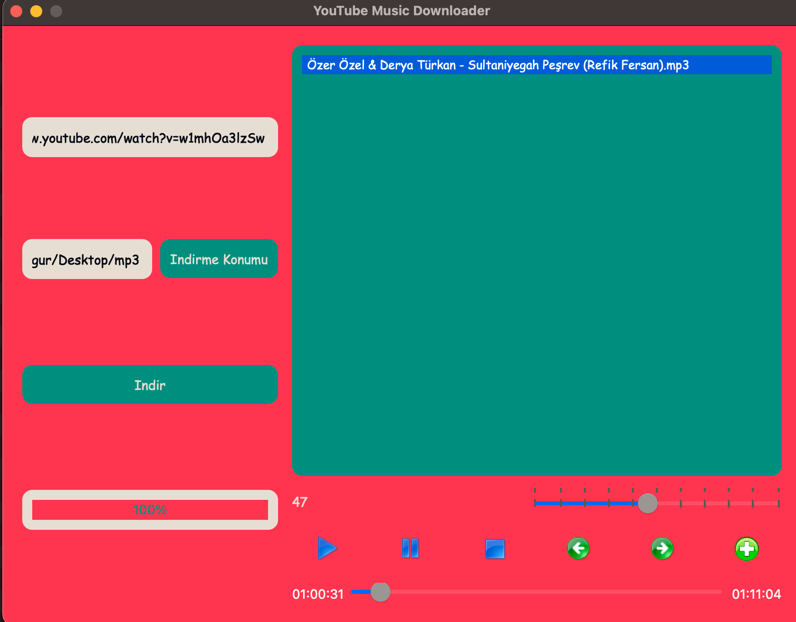 YouTube Music Downloader
w.youtube.com/watch?v=w1mhOa3lzSw
gur/Desktop/mp3
Indirme Konumu
Indir
100%
Özer Özel & Derya Türkan - Sultaniyegah Peşrev (Refik Fersan).mp3
47
01:00:31
01:11:04